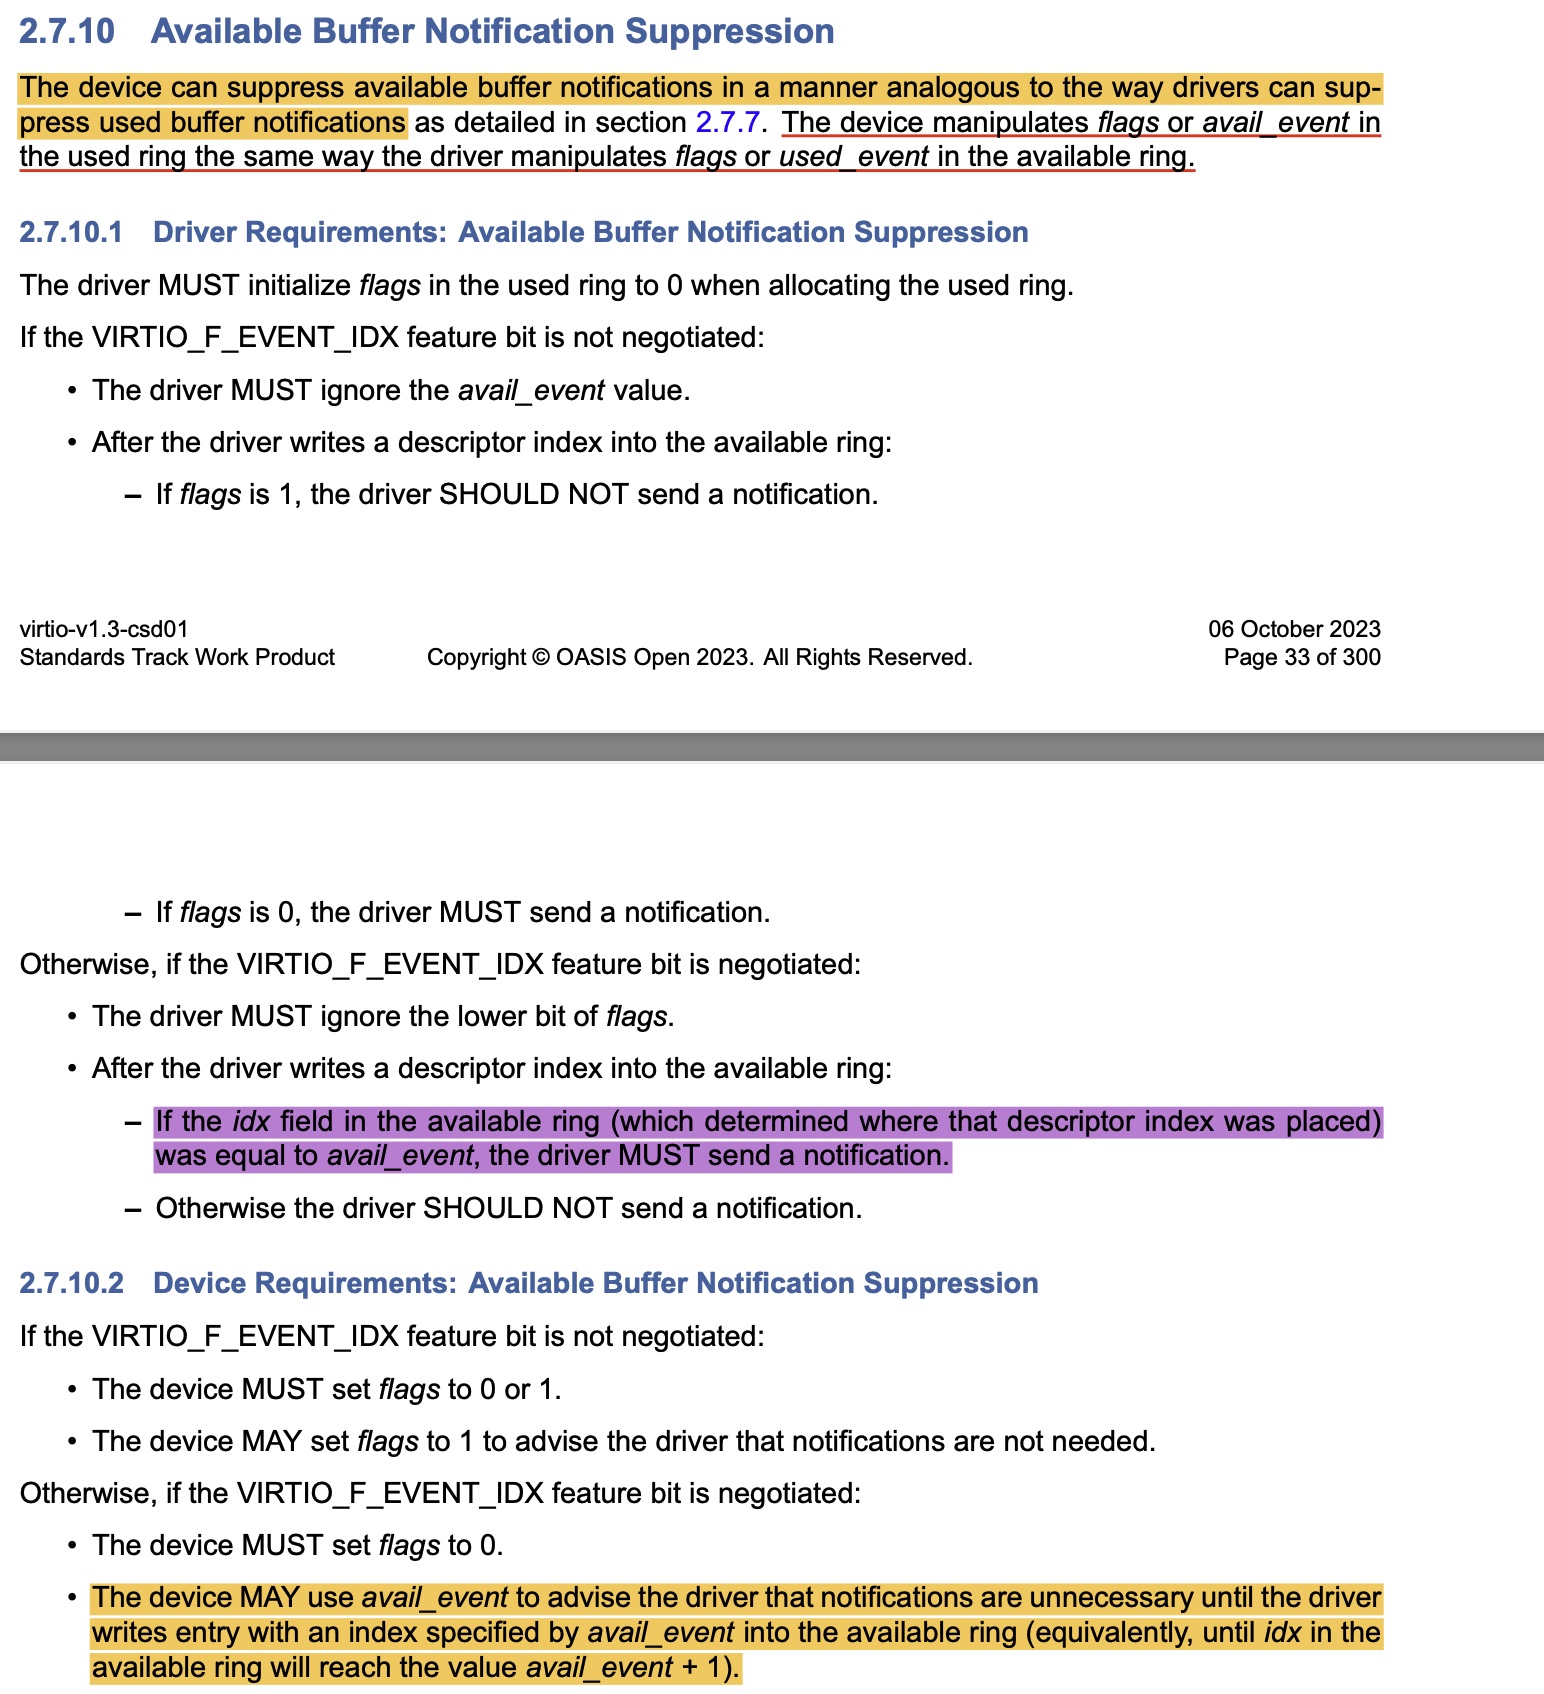 2.7.10 Available Buffer Notification Suppression
The device can suppress available buffer notifications in a manner analogous to the way drivers can sup-
press used buffer notifications as detailed in section 2.7.7. The device manipulates flags or avail_event in
the used ring the same way the driver manipulates flags or used_event in the available ring.
2.7.10.1 Driver Requirements: Available Buffer Notification Suppression
The driver MUST initialize flags in the used ring to 0 when allocating the used ring.
If the VIRTIO_F_EVENT_IDX feature bit is not negotiated:
• The driver MUST ignore the avail_event value.
• After the driver writes a descriptor index into the available ring:
– If flags is 1, the driver SHOULD NOT send a notification.
virtio-v1.3-csd01 06 October 2023
Standards Track Work Product Copyright © OASIS Open 2023. All Rights Reserved. Page 33 of 300
– If flags is 0, the driver MUST send a notification.
Otherwise, if the VIRTIO_F_EVENT_IDX feature bit is negotiated:
• The driver MUST ignore the lower bit of flags.
• After the driver writes a descriptor index into the available ring:
– If the idx field in the available ring (which determined where that descriptor index was placed)
was equal to avail_event, the driver MUST send a notification.
– Otherwise the driver SHOULD NOT send a notification.
2.7.10.2 Device Requirements: Available Buffer Notification Suppression
If the VIRTIO_F_EVENT_IDX feature bit is not negotiated:
• The device MUST set flags to 0 or 1.
• The device MAY set flags to 1 to advise the driver that notifications are not needed.
Otherwise, if the VIRTIO_F_EVENT_IDX feature bit is negotiated:
• The device MUST set flags to 0.
• The device MAY use avail_event to advise the driver that notifications are unnecessary until the driver
writes entry with an index specified by avail_event into the available ring (equivalently, until idx in the
available ring will reach the value avail_event + 1).